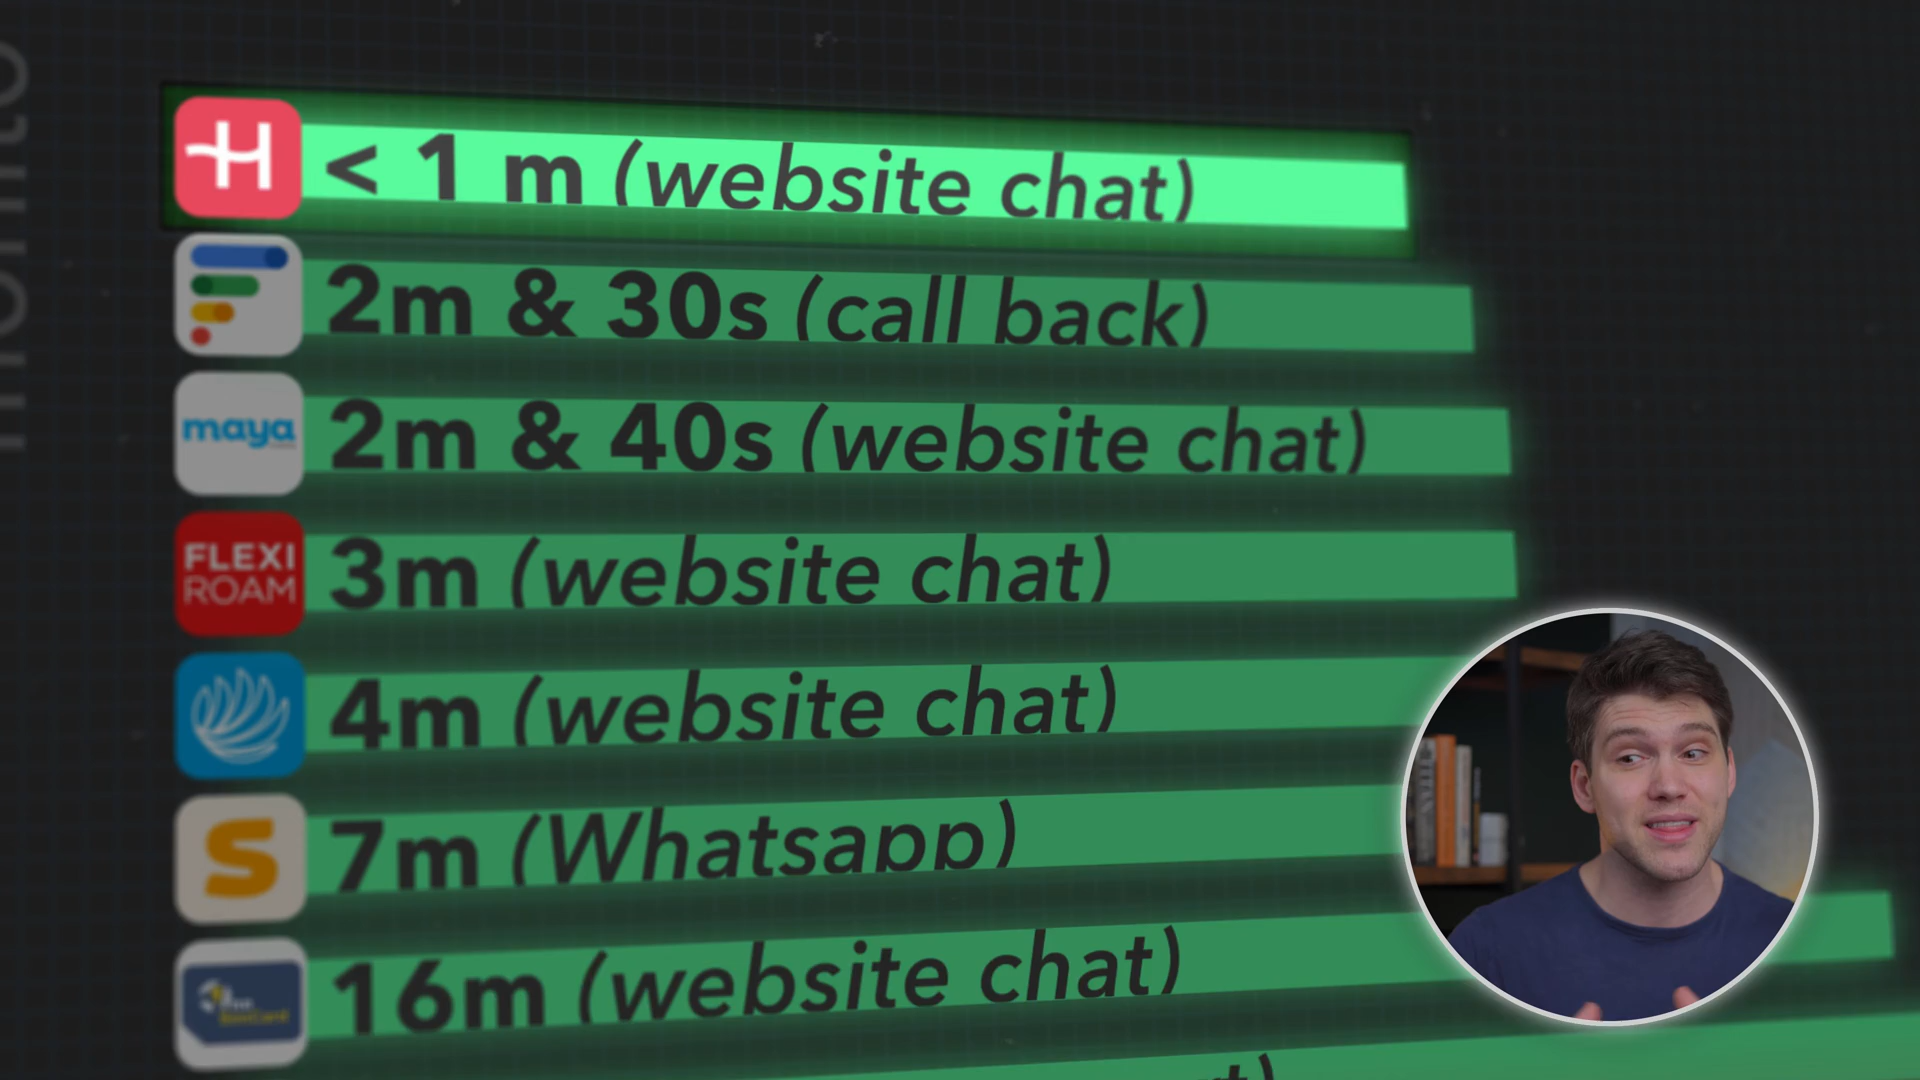 < 1 m (website chat)
2m & 30s (call back)
maya
2m & 40s (website chat)
FLEXI
ROAM
3m (website chat)
4m (website chat)
S
7m (Whatsapp)
16m (website chat)